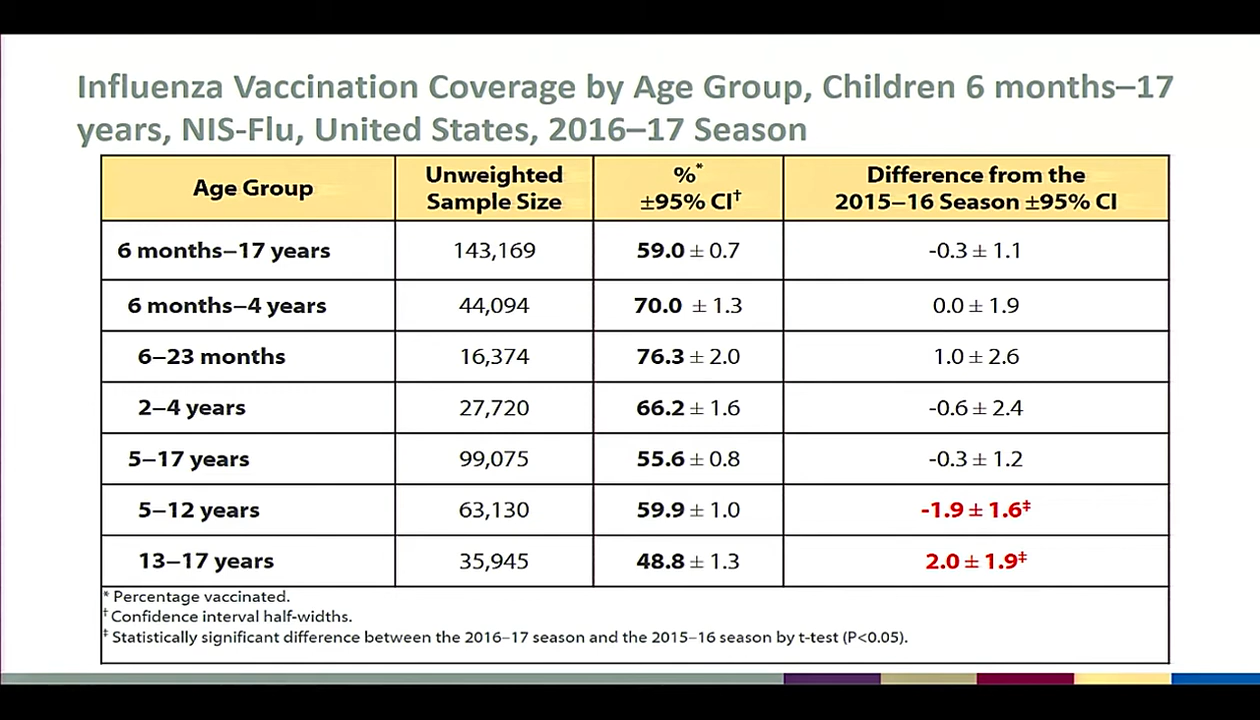 Influenza Vaccination Coverage by Age Group, Children 6 months–17
years, NIS-Flu, United States, 2016–17 Season
Age Group | Unweighted Sample Size | %* ±95% CI† | Difference from the 2015–16 Season ±95% CI
6 months–17 years | 143,169 | 59.0 ± 0.7 | -0.3 ± 1.1
6 months–4 years | 44,094 | 70.0 ± 1.3 | 0.0 ± 1.9
6–23 months | 16,374 | 76.3 ± 2.0 | 1.0 ± 2.6
2–4 years | 27,720 | 66.2 ± 1.6 | -0.6 ± 2.4
5–17 years | 99,075 | 55.6 ± 0.8 | -0.3 ± 1.2
5–12 years | 63,130 | 59.9 ± 1.0 | -1.9 ± 1.6‡
13–17 years | 35,945 | 48.8 ± 1.3 | 2.0 ± 1.9‡
* Percentage vaccinated.
† Confidence interval half-widths.
‡ Statistically significant difference between the 2016–17 season and the 2015–16 season by t-test (P<0.05).